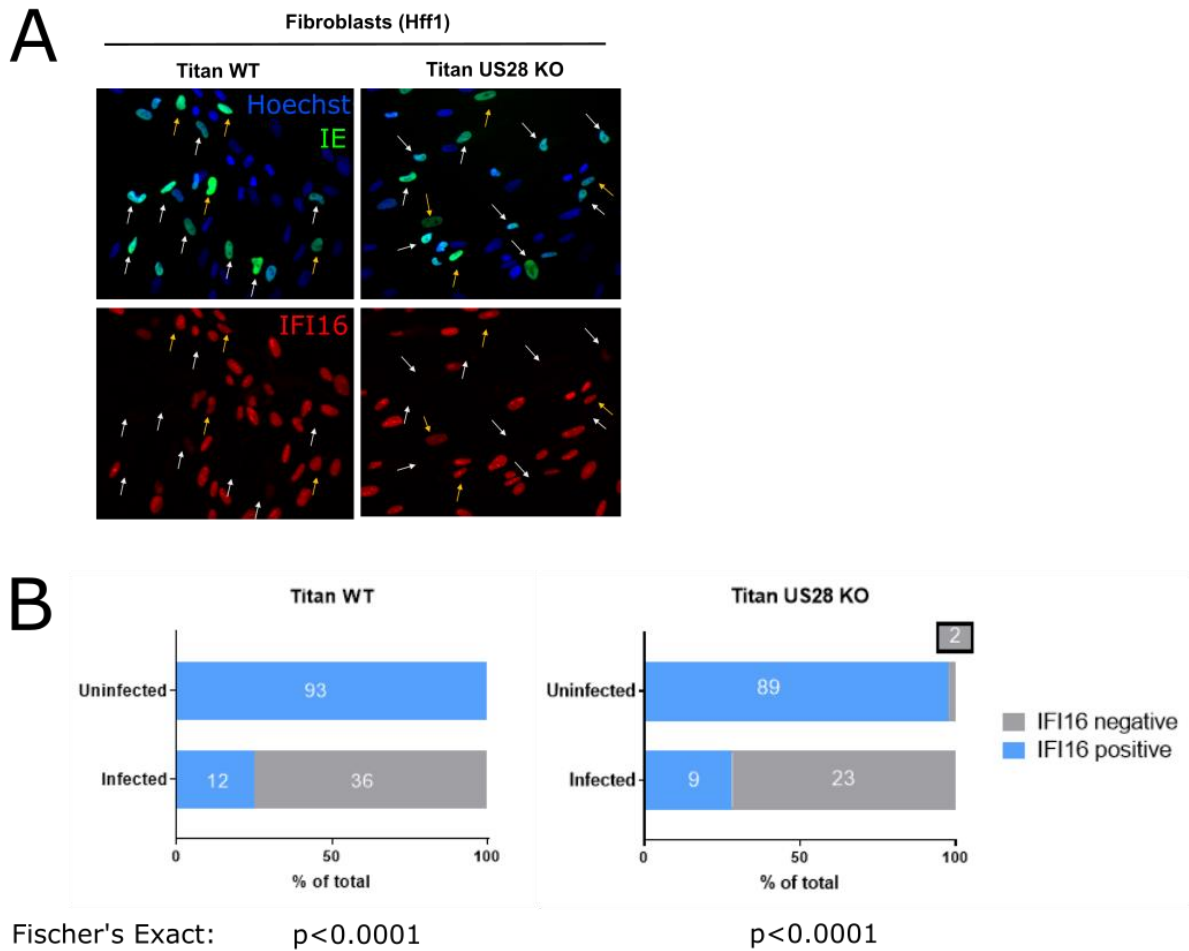 A
Fibroblasts (Hff1)
Titan WT
Titan US28 KO
Hoechst
IE
IFI16
B
Titan WT
Titan US28 KO
2
Uninfected
93
Uninfected
89
IFI16 negative
IFI16 positive
Infected
12
36
Infected
9
23
0
50
100
0
50
100
% of total
% of total
Fischer's Exact:
p<0.0001
p<0.0001